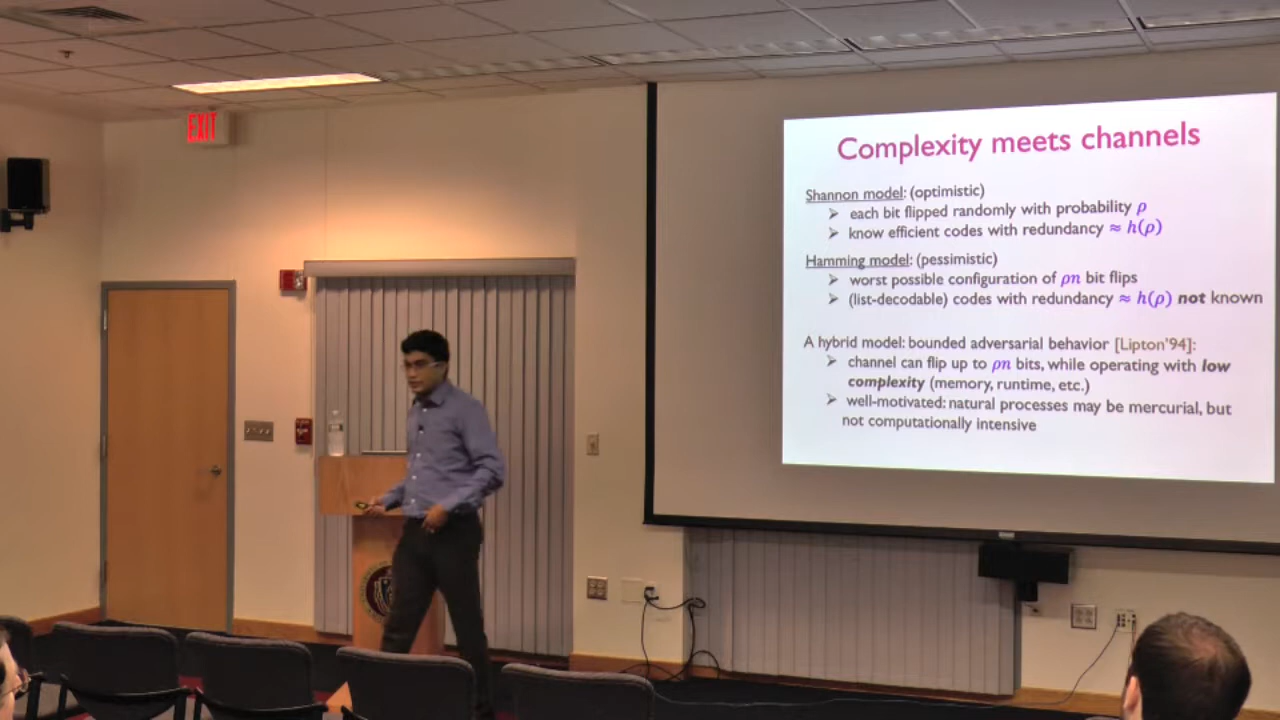 EXIT
Complexity meets channels
Shannon model: (optimistic)
➢ each bit flipped randomly with probability ρ
➢ know efficient codes with redundancy ≈ h(ρ)
Hamming model: (pessimistic)
➢ worst possible configuration of ρn bit flips
➢ (list-decodable) codes with redundancy ≈ h(ρ) not known
A hybrid model: bounded adversarial behavior [Lipton'94]:
➢ channel can flip up to ρn bits, while operating with low
complexity (memory, runtime, etc.)
➢ well-motivated: natural processes may be mercurial, but
not computationally intensive